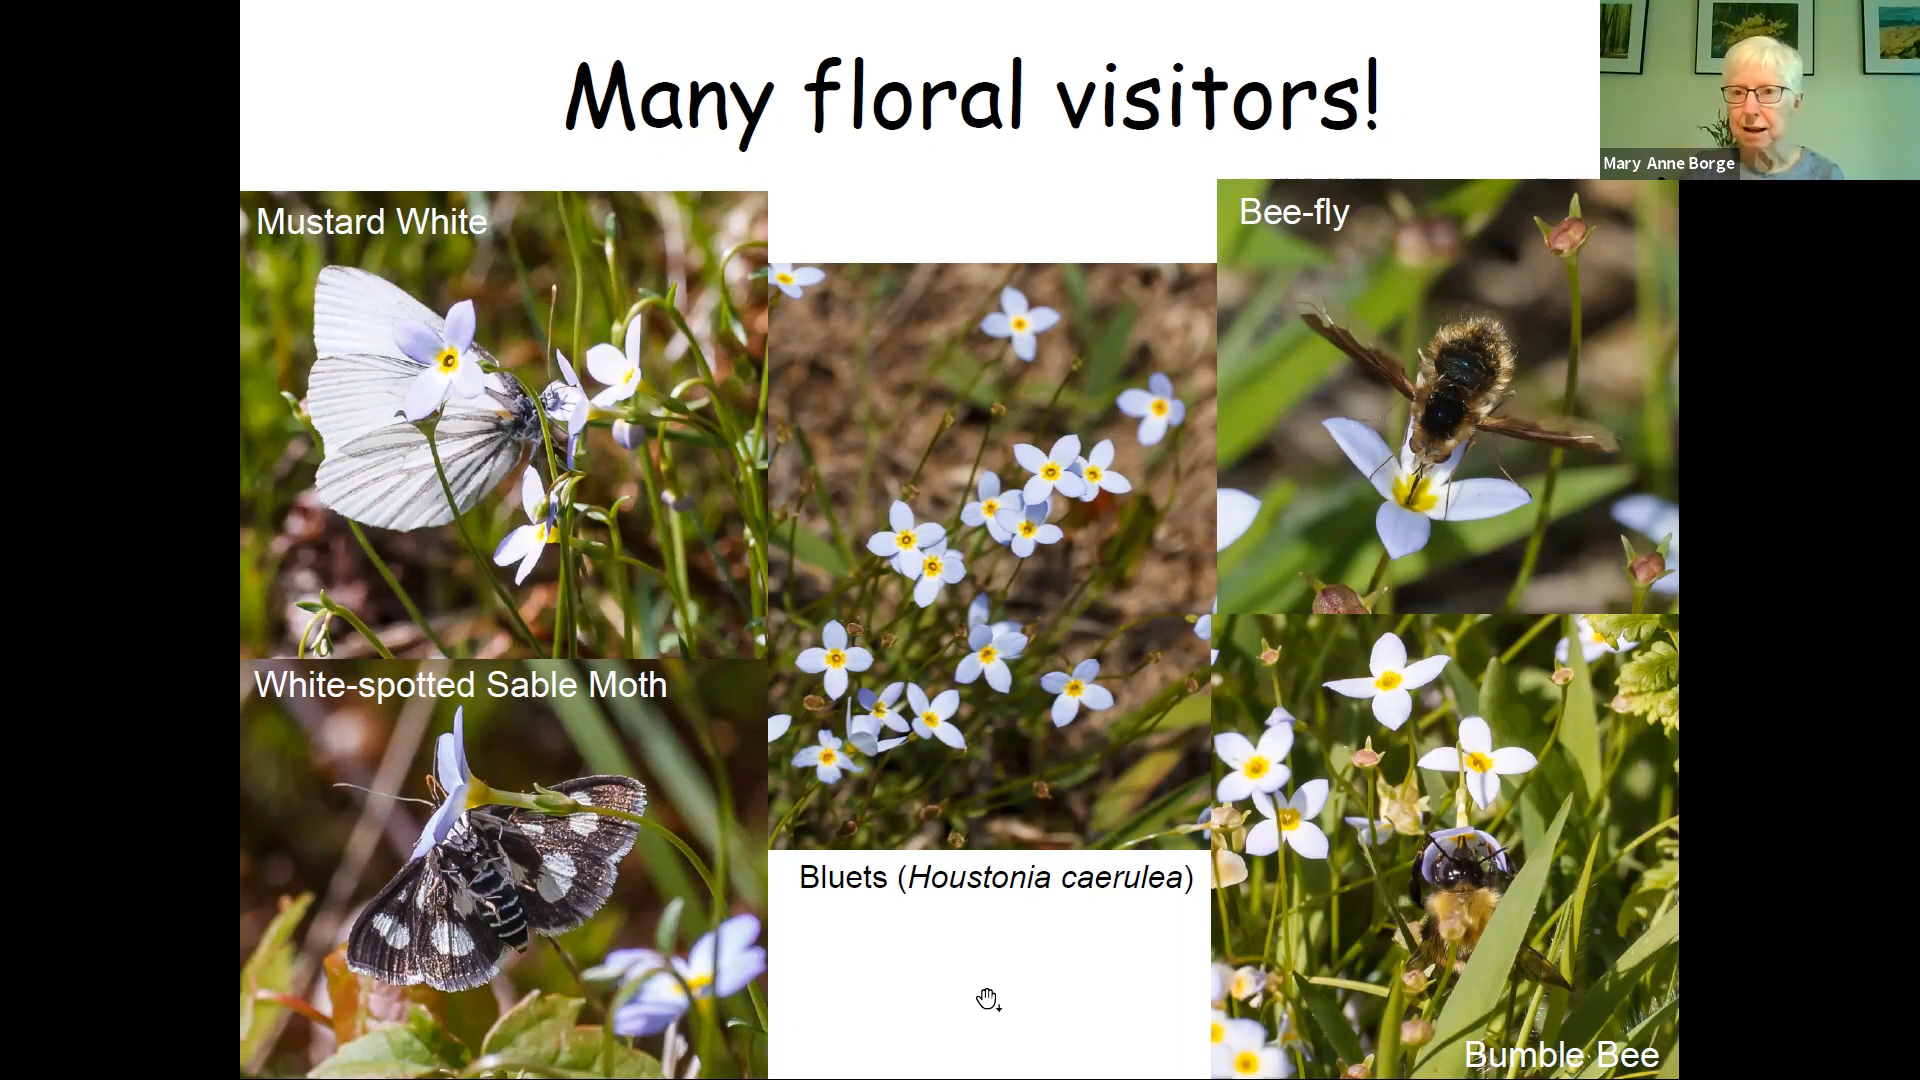 Many floral visitors!
Mary Anne Borge
Mustard White
Bee-fly
White-spotted Sable Moth
Bluets (Houstonia caerulea)
Bumble Bee